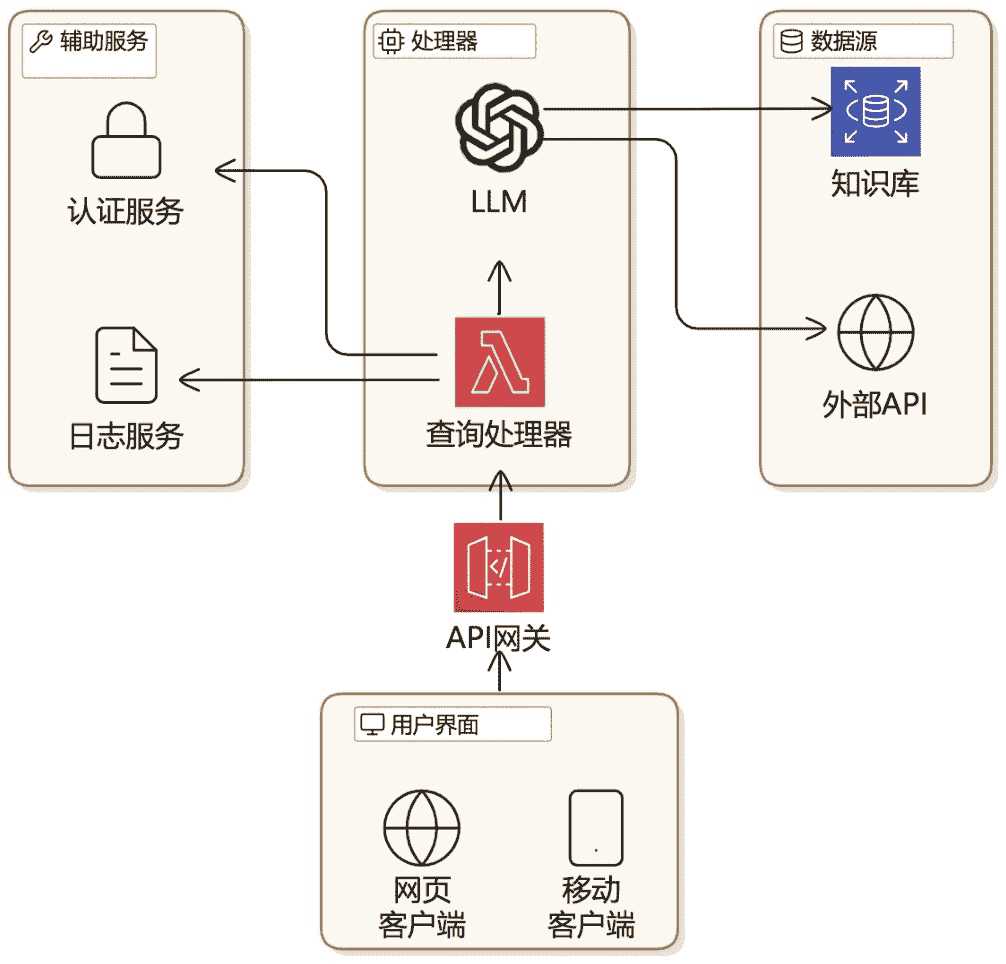 辅助服务
认证服务
日志服务
处理器
LLM
查询处理器
数据源
知识库
外部API
API网关
用户界面
网页
客户端
移动
客户端